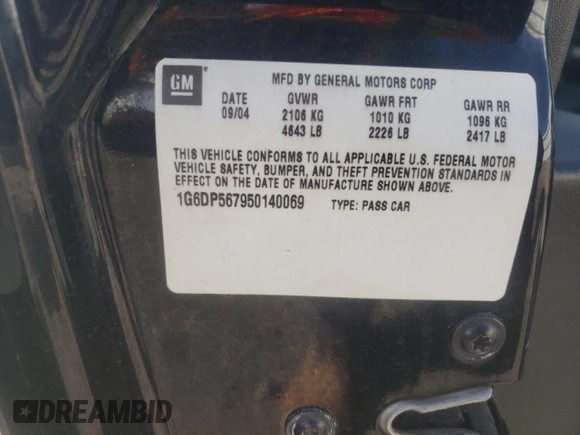 GM
MFD BY GENERAL MOTORS CORP
DATE GVWR GAWR FRT GAWR RR
09/04 2106 KG 1010 KG 1096 KG
4643 LB 2226 LB 2417 LB
THIS VEHICLE CONFORMS TO ALL APPLICABLE U.S. FEDERAL MOTOR
VEHICLE SAFETY, BUMPER, AND THEFT PREVENTION STANDARDS IN
EFFECT ON THE DATE OF MANUFACTURE SHOWN ABOVE.
1G6DP567950140069 TYPE: PASS CAR
DREAMBID